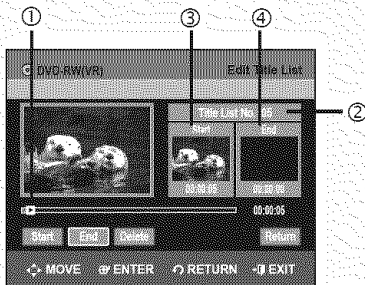 ① ③ ④
DVD-RW(VR) Edit Title List
Title List No. 05
②
Start End
00:00:05 00:00:00
00:00:05
Start End Delete Return
MOVE ENTER RETURN EXIT